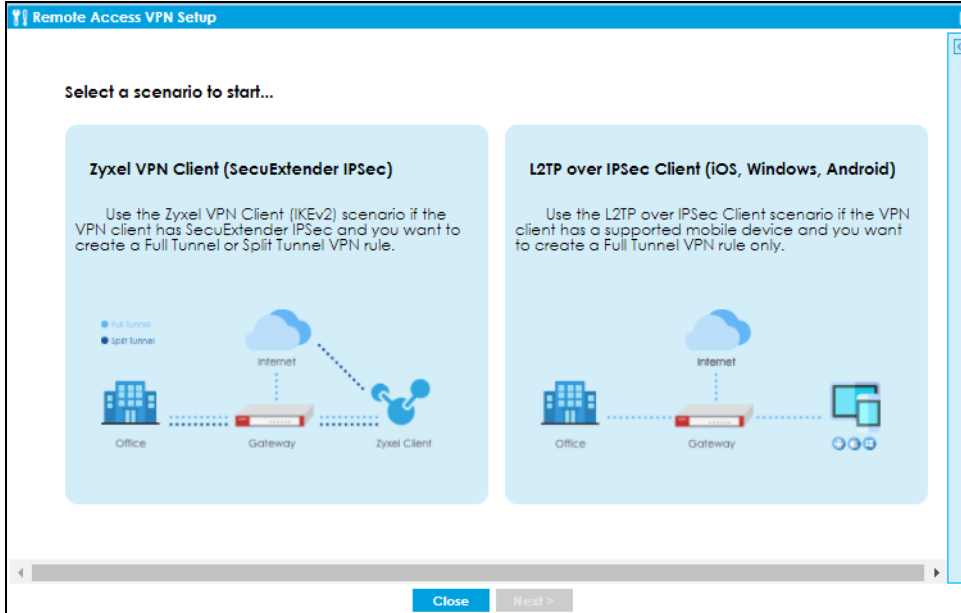 Remote Access VPN Setup
Select a scenario to start...
Zyxel VPN Client (SecuExtender IPSec)
Use the Zyxel VPN Client (IKEv2) scenario if the
VPN client has SecuExtender IPSec and you want to
create a Full Tunnel or Split Tunnel VPN rule.
Full Tunnel
Split Tunnel
Internet
Office
Gateway
Zyxel Client
L2TP over IPSec Client (iOS, Windows, Android)
Use the L2TP over IPSec Client scenario if the VPN
client has a supported mobile device and you want
to create a Full Tunnel VPN rule only.
Internet
Office
Gateway
Close
Next >